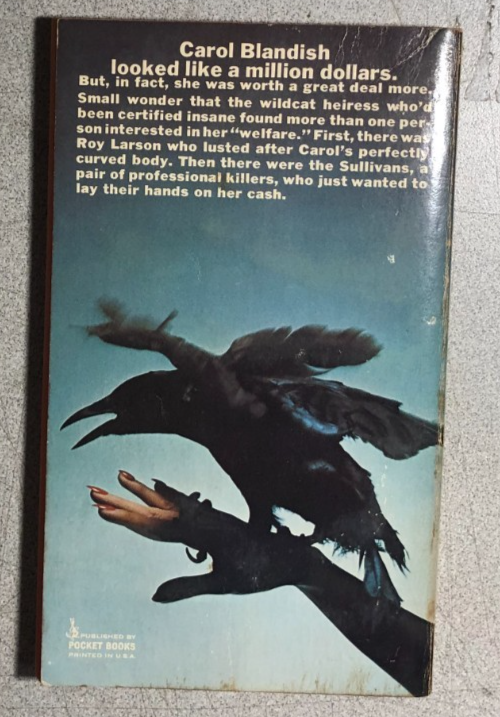 Carol Blandish
looked like a million dollars.
But, in fact, she was worth a great deal more.
Small wonder that the wildcat heiress who'd
been certified insane found more than one per-
son interested in her "welfare." First, there was
Roy Larson who lusted after Carol's perfectly
curved body. Then there were the Sullivans, a
pair of professional killers, who just wanted to
lay their hands on her cash.
PUBLISHED BY
POCKET BOOKS
PRINTED IN U.S.A.